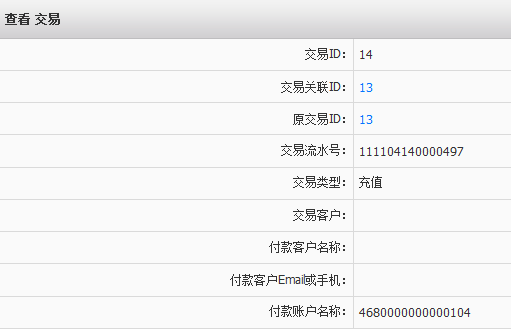 查看 交易
交易ID: 14
交易关联ID: 13
原交易ID: 13
交易流水号: 111104140000497
交易类型: 充值
交易客户:
付款客户名称:
付款客户Email或手机:
付款账户名称: 4680000000000104